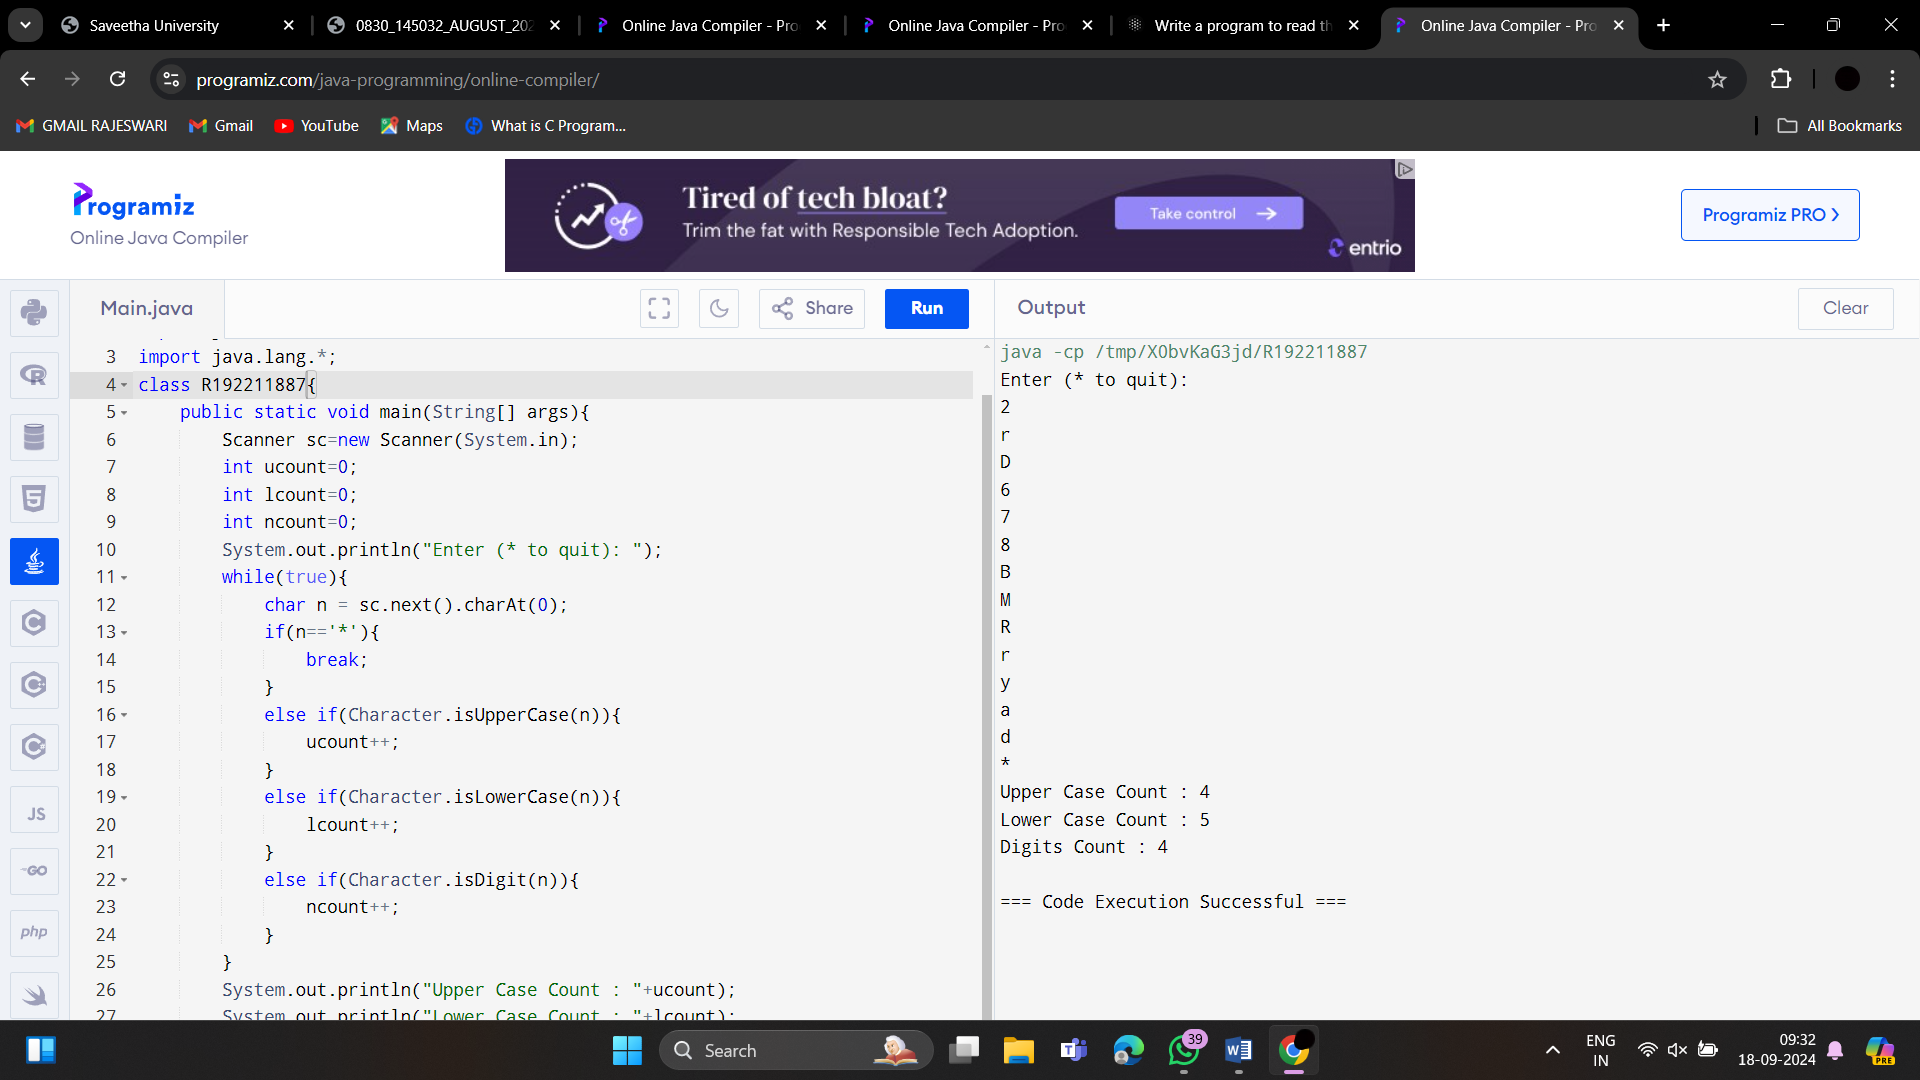 Saveetha University
0830_145032_AUGUST_202
Online Java Compiler - Pro
Online Java Compiler - Pro
Write a program to read th
Online Java Compiler - Pro
programiz.com/java-programming/online-compiler/
GMAIL RAJESWARI
Gmail
YouTube
Maps
What is C Program...
All Bookmarks
Programiz
Online Java Compiler
Tired of tech bloat?
Trim the fat with Responsible Tech Adoption.
Take control
entrio
Programiz PRO
Main.java
Share
Run
Output
Clear
3 import java.lang.*;
4 class R192211887{
5 public static void main(String[] args){
6 Scanner sc=new Scanner(System.in);
7 int ucount=0;
8 int lcount=0;
9 int ncount=0;
10 System.out.println("Enter (* to quit): ");
11 while(true){
12 char n = sc.next().charAt(0);
13 if(n=='*'){
14 break;
15 }
16 else if(Character.isUpperCase(n)){
17 ucount++;
18 }
19 else if(Character.isLowerCase(n)){
20 lcount++;
21 }
22 else if(Character.isDigit(n)){
23 ncount++;
24 }
25 }
26 System.out.println("Upper Case Count : "+ucount);
27 System.out.println("Lower Case Count : "+lcount);
java -cp /tmp/X0bvKaG3jd/R192211887
Enter (* to quit):
2
r
D
6
7
8
B
M
R
r
y
a
d
*
Upper Case Count : 4
Lower Case Count : 5
Digits Count : 4
=== Code Execution Successful ===
JS
GO
php
Search
39
ENG
IN
09:32
18-09-2024
PRE